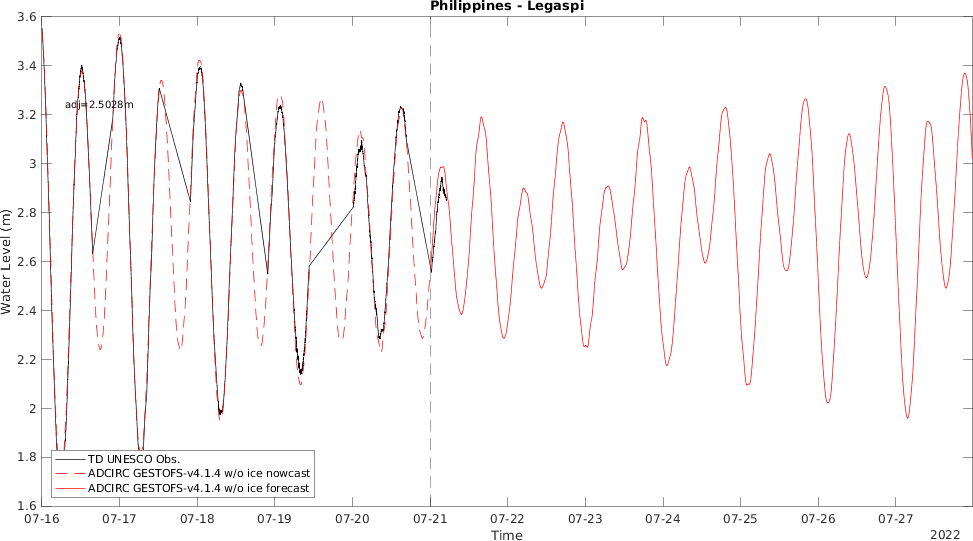 Philippines - Legaspi
3.6
3.4
adj=2.5028m
3.2
3
2.8
2.6
2.4
2.2
2
1.8
1.6
Water Level (m)
TD UNESCO Obs.
ADCIRC GESTOFS-v4.1.4 w/o ice nowcast
ADCIRC GESTOFS-v4.1.4 w/o ice forecast
07-16 07-17 07-18 07-19 07-20 07-21 07-22 07-23 07-24 07-25 07-26 07-27
Time
2022